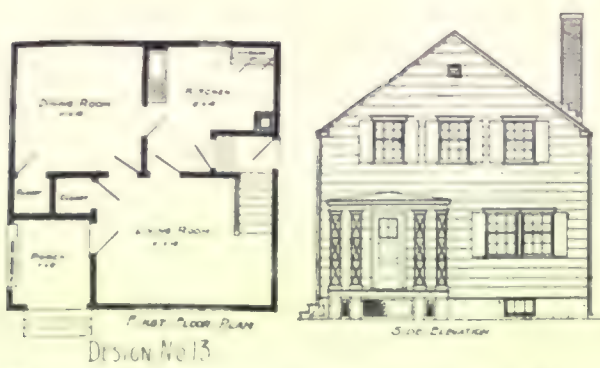 DINING ROOM
KITCHEN
CLOSET
CLOSET
LIVING ROOM
PORCH
FIRST FLOOR PLAN
SIDE ELEVATION
DESIGN No 13